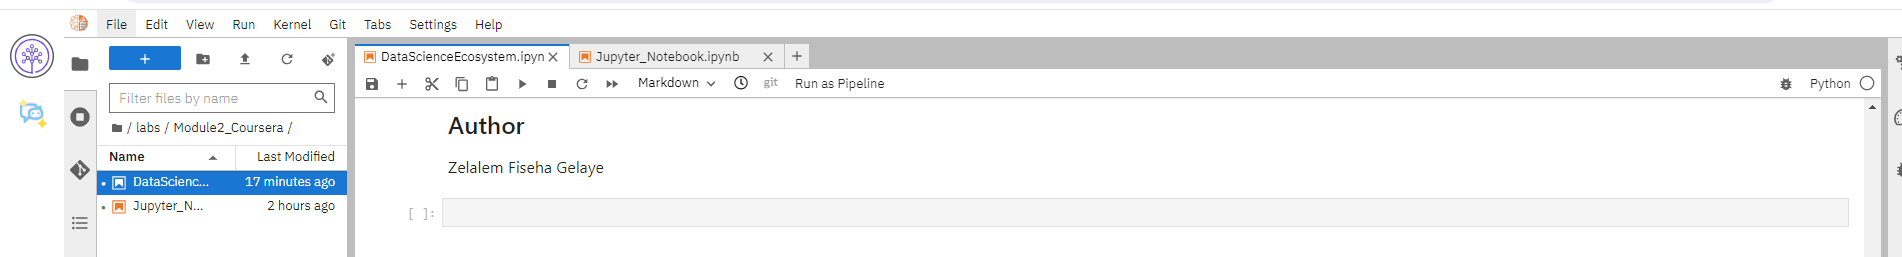 File Edit View Run Kernel Git Tabs Settings Help
+
Filter files by name
/ labs / Module2_Coursera /
Name Last Modified
DataScienc... 17 minutes ago
Jupyter_N... 2 hours ago
DataScienceEcosystem.ipyn Jupyter_Notebook.ipynb +
Markdown git Run as Pipeline Python
Author
Zelalem Fiseha Gelaye
[ ]: